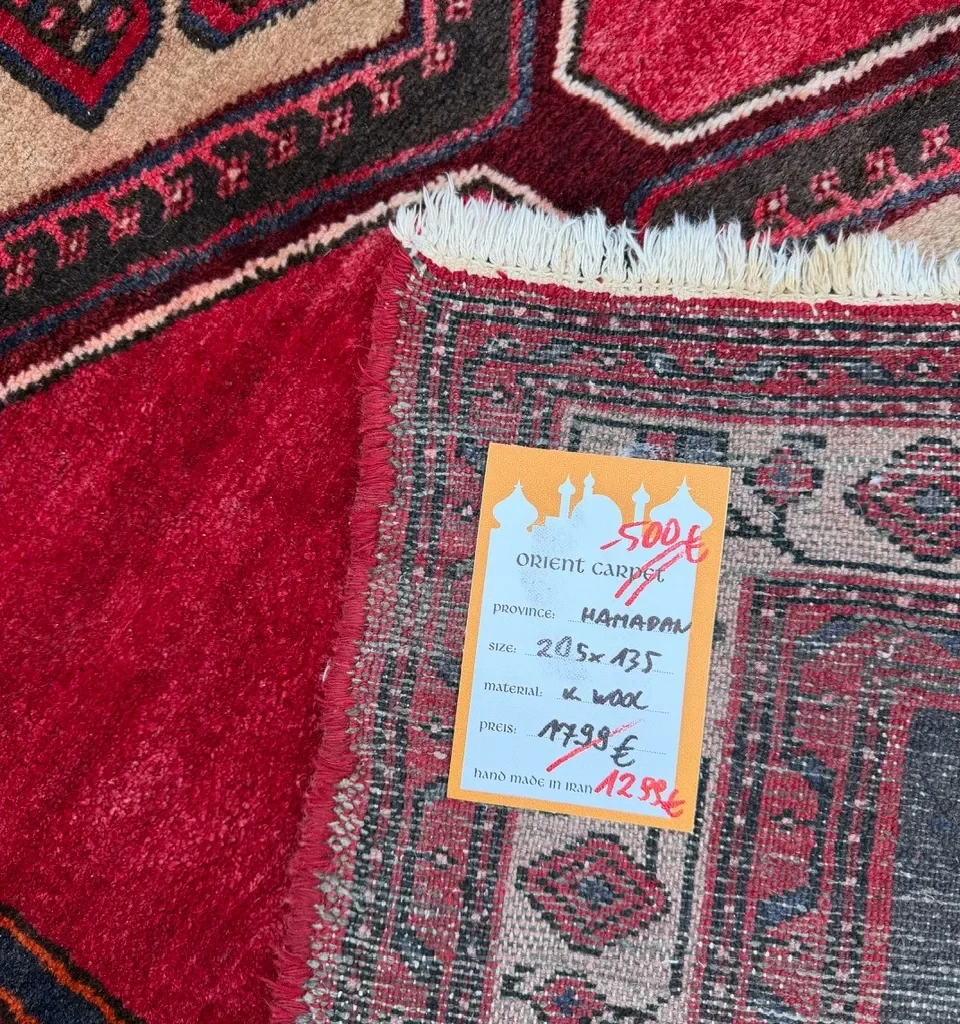 500€
ORIENT CARPET
PROVINCE: HAMADAN
SIZE: 205x135
MATERIAL: K WOOL
PREIS: 1799 €
HAND MADE IN IRAN 1299€